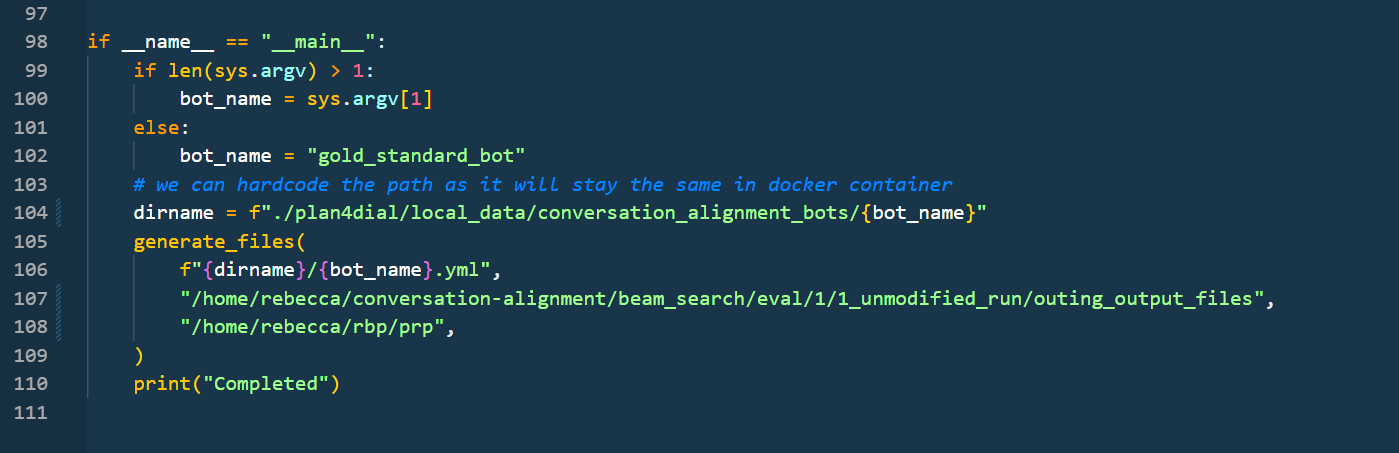 97
98 if __name__ == "__main__":
99     if len(sys.argv) > 1:
100         bot_name = sys.argv[1]
101     else:
102         bot_name = "gold_standard_bot"
103     # we can hardcode the path as it will stay the same in docker container
104     dirname = f"./plan4dial/local_data/conversation_alignment_bots/{bot_name}"
105     generate_files(
106         f"{dirname}/{bot_name}.yml",
107         "/home/rebecca/conversation-alignment/beam_search/eval/1/1_unmodified_run/outing_output_files",
108         "/home/rebecca/rbp/prp",
109     )
110     print("Completed")
111